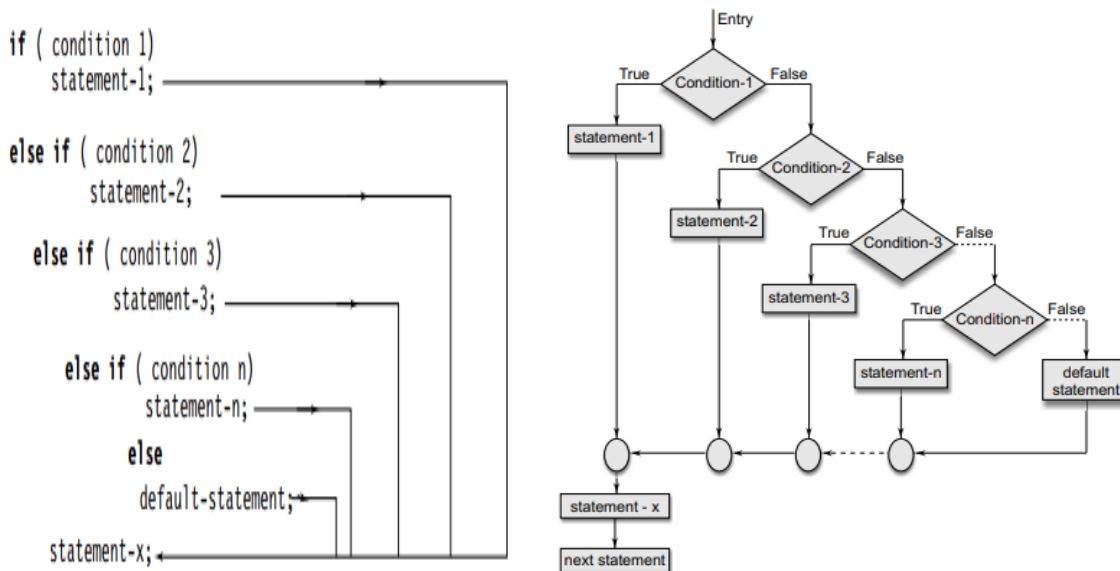 if ( condition 1)
statement-1;
else if ( condition 2)
statement-2;
else if ( condition 3)
statement-3;
else if ( condition n)
statement-n;
else
default-statement;
statement-x;
Entry
True
Condition-1
False
statement-1
True
Condition-2
False
statement-2
True
Condition-3
False
statement-3
True
Condition-n
False
statement-n
default
statement
statement - x
next statement